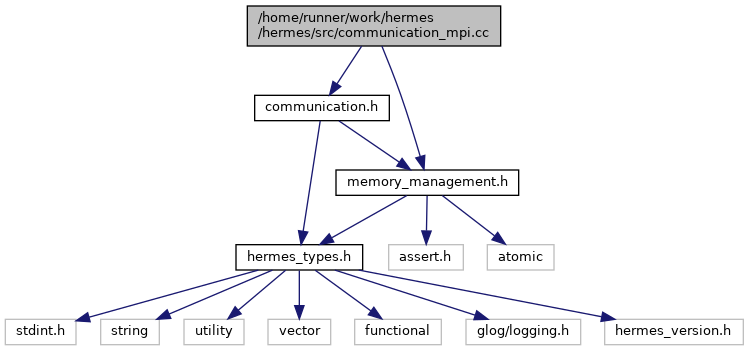 /home/runner/work/hermes
/hermes/src/communication_mpi.cc
communication.h
memory_management.h
hermes_types.h
assert.h
atomic
stdint.h
string
utility
vector
functional
glog/logging.h
hermes_version.h